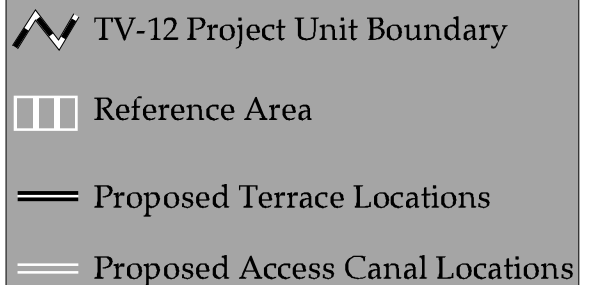 TV-12 Project Unit Boundary
Reference Area
Proposed Terrace Locations
Proposed Access Canal Locations